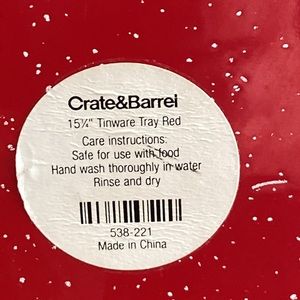 Crate&Barrel
15¼" Tinware Tray Red
Care instructions:
Safe for use with food
Hand wash thoroughly in water
Rinse and dry
538-221
Made in China